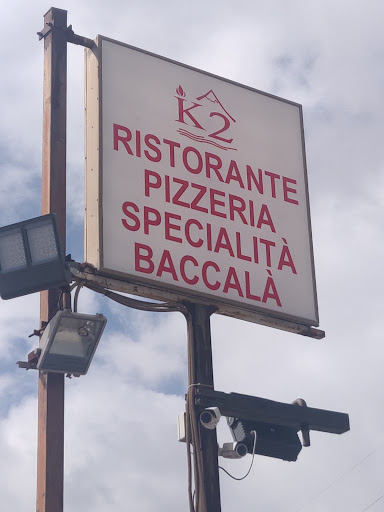 K2
RISTORANTE
PIZZERIA
SPECIALITÀ
BACCALÀ